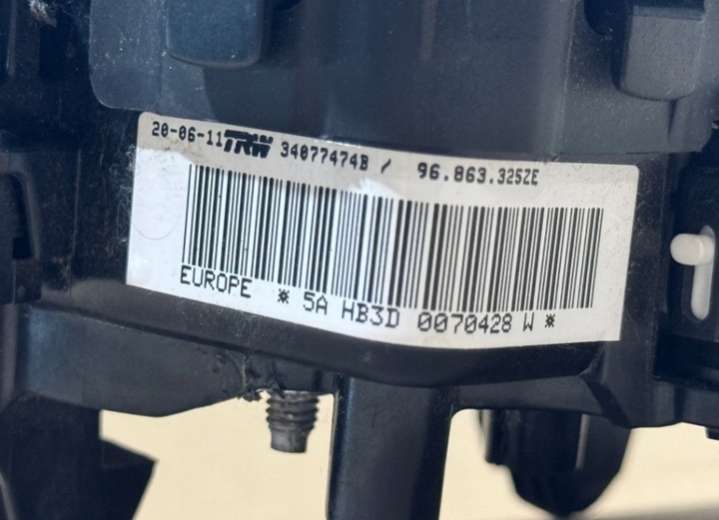 20-06-11 TRW 34077474B / 96.863.325ZE
EUROPE * 5A HB3D 0070428 W *